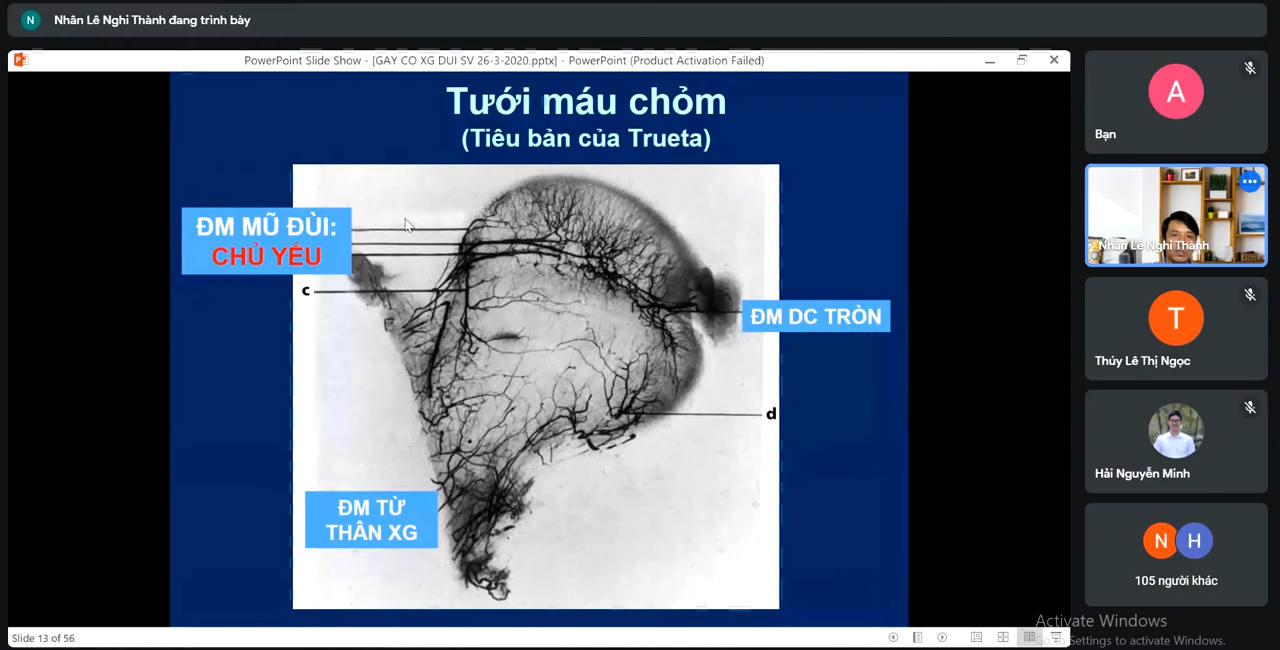 N
Nhân Lê Nghi Thành đang trình bày
PowerPoint Slide Show - [GAY CO XG DUI SV 26-3-2020.pptx] - PowerPoint (Product Activation Failed)
Tưới máu chỏm
(Tiêu bản của Trueta)
ĐM MŨ ĐÙI:
CHỦ YẾU
c
ĐM DC TRÒN
d
ĐM TỪ
THÂN XG
Slide 13 of 56
A
Bạn
Nhân Lê Nghi Thành
T
Thúy Lê Thị Ngọc
Hải Nguyễn Minh
N H
105 người khác
Activate Windows
Go to Settings to activate Windows.